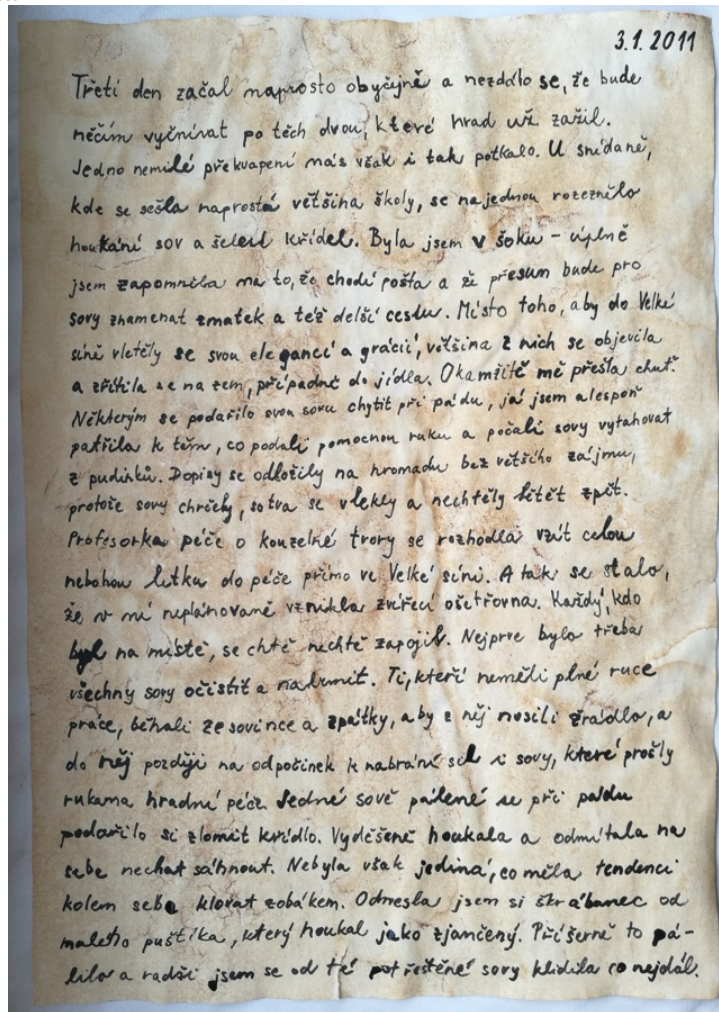 3.1.2011
Třetí den začal naprosto obyčejně a nezdálo se, že bude
něčím vyčnívat po těch dvou, které hrad už zažil.
Jedno nemilé překvapení nás však i tak potkalo. U snídaně,
kde se sešla naprostá většina školy, se najednou rozeznělo
houkání sov a šelest křídel. Byla jsem v šoku - úplně
jsem zapomněla na to, že chodí pošta a že přesun bude pro
sovy znamenat zmatek a též delší cestu. Místo toho, aby do Velké
síně vletěly se svou elegancí a grácií, většina z nich se objevila
a zřítila se na zem, případně do jídla. Okamžitě mě přešla chuť.
Některým se podařilo svou sovu chytit při pádu, já jsem alespoň
patřila k těm, co podali pomocnou ruku a počali sovy vytahovat
z pudinků. Dopisy se odložily na hromadu bez většího zájmu,
protože sovy chrčely, sotva se vlekly a nechtěly letět zpět.
Profesorka péče o kouzelné tvory se rozhodla vzít celou
nebohou letku do péče přímo ve Velké síni. A tak se stalo,
že v ní neplánovaně vznikla zvířecí ošetřovna. Každý, kdo
byl na místě, se chtě nechtě zapojil. Nejprve bylo třeba
všechny sovy očistit a nakrmit. Ti, kteří neměli plné ruce
práce, běhali ze sovince a zpátky, aby z něj nosili žrádlo, a
do něj později na odpočinek k nabrání sil i sovy, které prošly
rukama hradní péče. Jedné sově pálené se při pádu
podařilo si zlomit křídlo. Vyděšeně houkala a odmítala na
sebe nechat sáhnout. Nebyla však jediná, co měla tendenci
kolem sebe klovat zobákem. Odnesla jsem si škrábanec od
malého puštíka, který houkal jako zjančený. Příšerně to pá-
lilo a radši jsem se od té potřeštěné sovy klidila co nejdál.